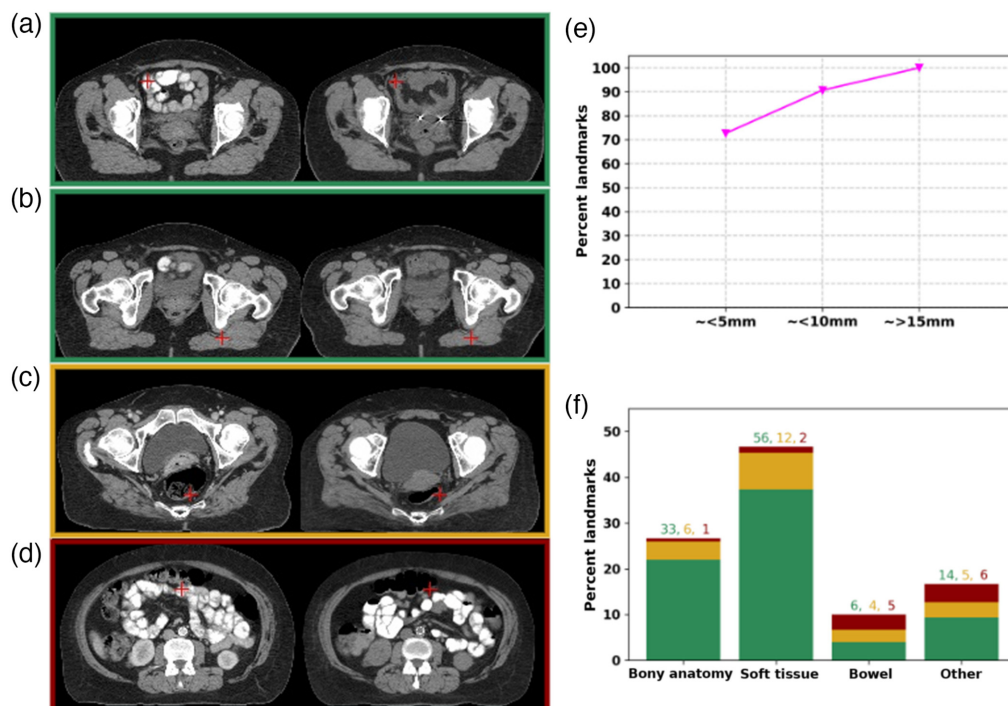 (a)
(b)
(c)
(d)
(e)
Percent landmarks
100
90
80
70
60
50
40
30
20
10
0
~<5mm ~<10mm ~>15mm
(f)
Percent landmarks
50
40
30
20
10
0
33, 6, 1
56, 12, 2
6, 4, 5
14, 5, 6
Bony anatomy Soft tissue Bowel Other